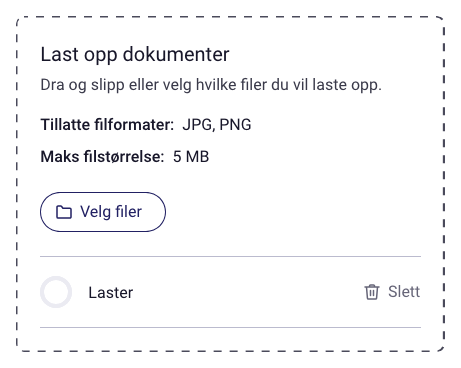 Last opp dokumenter
Dra og slipp eller velg hvilke filer du vil laste opp.
Tillatte filformater: JPG, PNG
Maks filstørrelse: 5 MB
Velg filer
Laster Slett